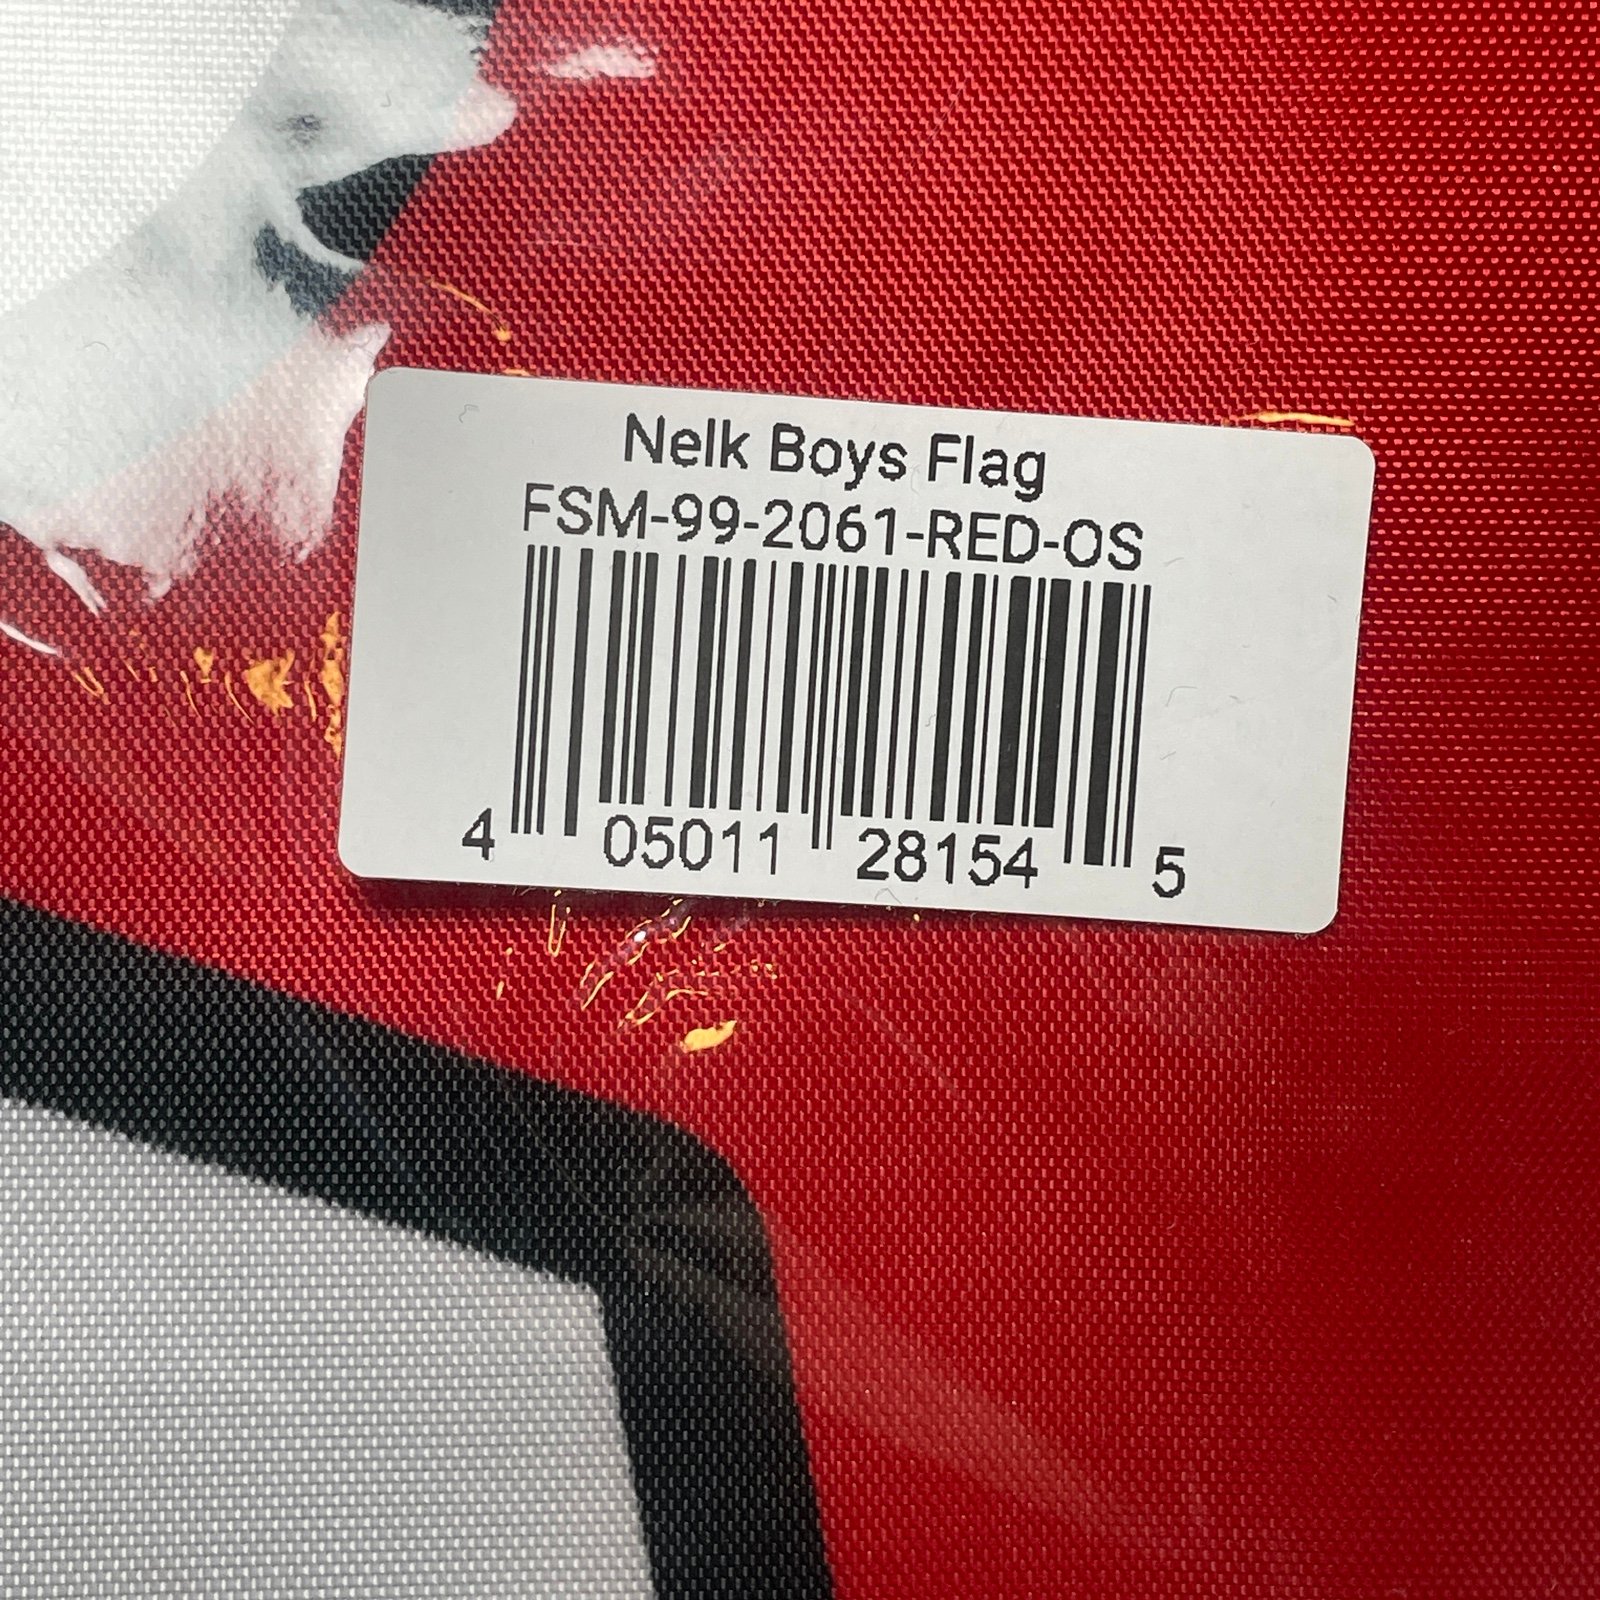 Nelk Boys Flag
FSM-99-2061-RED-OS
4 05011 28154 5